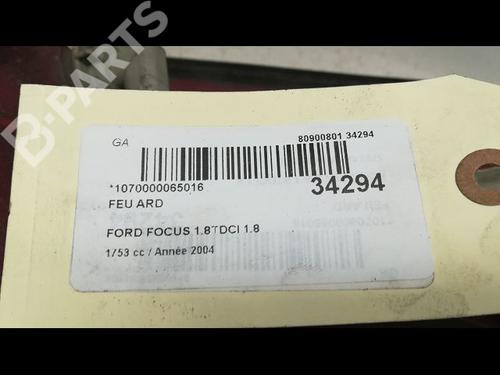 B-PARTS
GA
80900801 34294
*1070000065016
34294
FEU ARD
FORD FOCUS 1.8TDCI 1.8
1753 cc / Année 2004